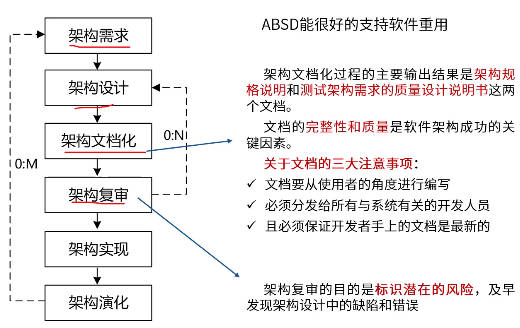 架构需求
架构设计
架构文档化
0:N
0:M
架构复审
架构实现
架构演化
ABSD能很好的支持软件重用
架构文档化过程的主要输出结果是架构规
格说明和测试架构需求的质量设计说明书这两
个文档。
文档的完整性和质量是软件架构成功的关
键因素。
关于文档的三大注意事项：
✓ 文档要从使用者的角度进行编写
✓ 必须分发给所有与系统有关的开发人员
✓ 且必须保证开发者手上的文档是最新的
架构复审的目的是标识潜在的风险，及早
发现架构设计中的缺陷和错误